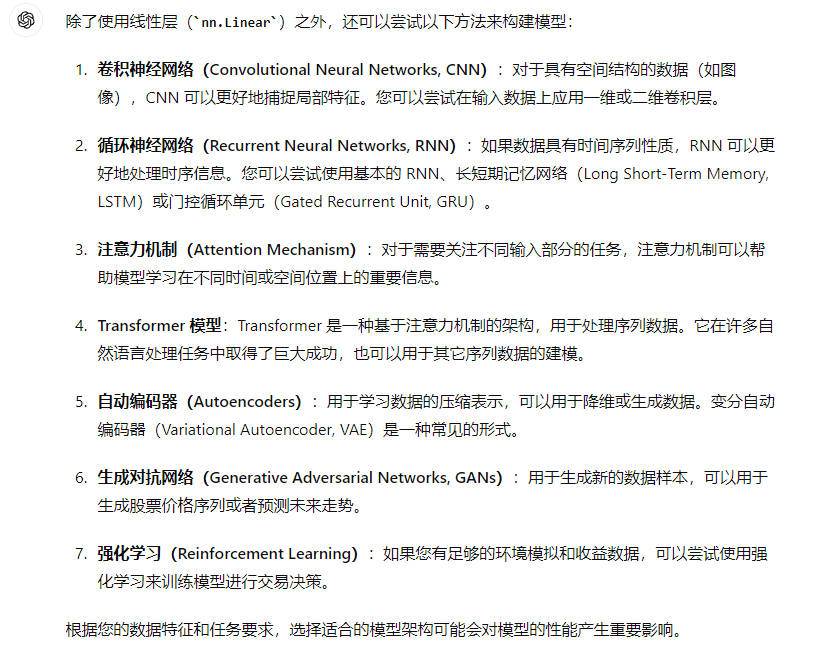 除了使用线性层（`nn.Linear`）之外，还可以尝试以下方法来构建模型：
1. 卷积神经网络（Convolutional Neural Networks, CNN）：对于具有空间结构的数据（如图
像），CNN 可以更好地捕捉局部特征。您可以尝试在输入数据上应用一维或二维卷积层。
2. 循环神经网络（Recurrent Neural Networks, RNN）：如果数据具有时间序列性质，RNN 可以更
好地处理时序信息。您可以尝试使用基本的 RNN、长短期记忆网络（Long Short-Term Memory,
LSTM）或门控循环单元（Gated Recurrent Unit, GRU）。
3. 注意力机制（Attention Mechanism）：对于需要关注不同输入部分的任务，注意力机制可以帮
助模型学习在不同时间或空间位置上的重要信息。
4. Transformer 模型：Transformer 是一种基于注意力机制的架构，用于处理序列数据。它在许多自
然语言处理任务中取得了巨大成功，也可以用于其它序列数据的建模。
5. 自动编码器（Autoencoders）：用于学习数据的压缩表示，可以用于降维或生成数据。变分自动
编码器（Variational Autoencoder, VAE）是一种常见的形式。
6. 生成对抗网络（Generative Adversarial Networks, GANs）：用于生成新的数据样本，可以用于
生成股票价格序列或者预测未来走势。
7. 强化学习（Reinforcement Learning）：如果您有足够的环境模拟和收益数据，可以尝试使用强
化学习来训练模型进行交易决策。
根据您的数据特征和任务要求，选择适合的模型架构可能会对模型的性能产生重要影响。